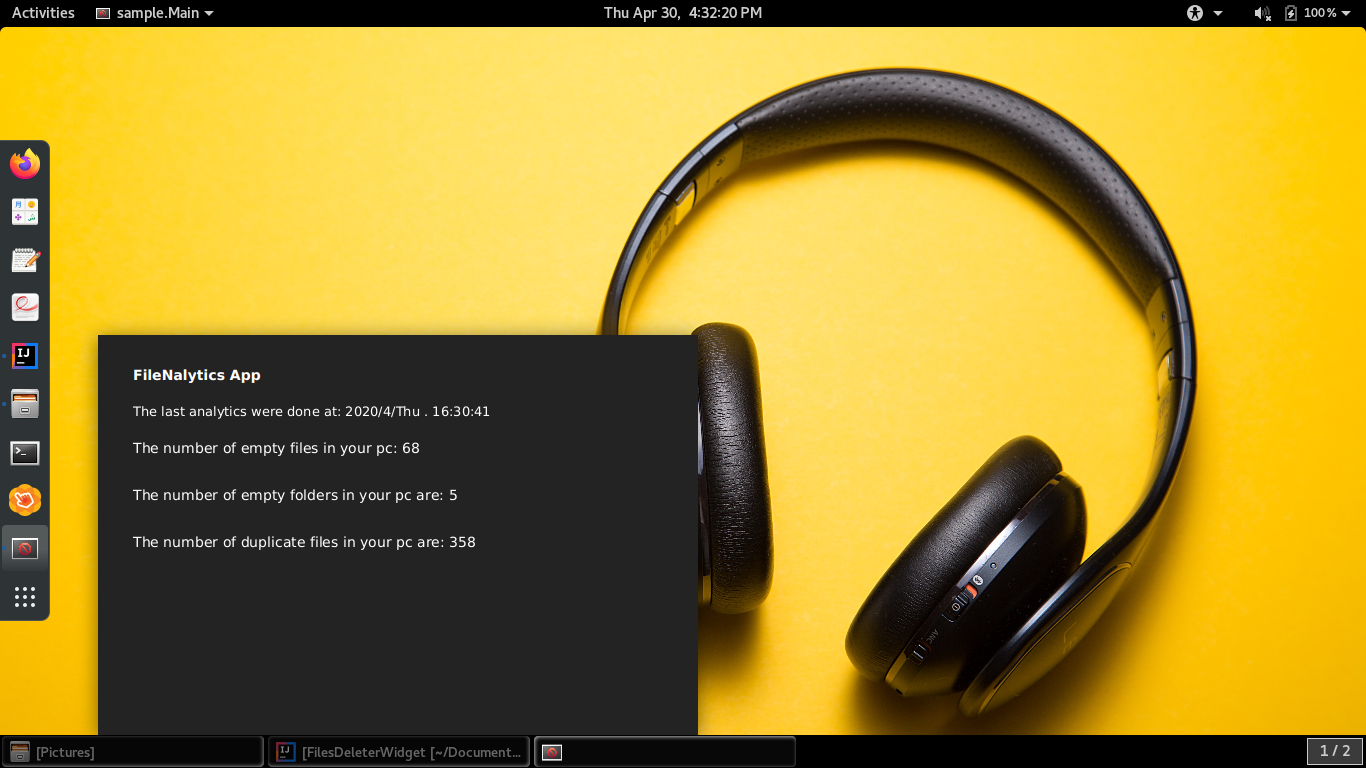 Activities sample.Main Thu Apr 30, 4:32:20 PM 100%
FileNalytics App
The last analytics were done at: 2020/4/Thu . 16:30:41
The number of empty files in your pc: 68
The number of empty folders in your pc are: 5
The number of duplicate files in your pc are: 358
IJ
ANC
[Pictures] IJ [FilesDeleterWidget [~/Document... 1 / 2